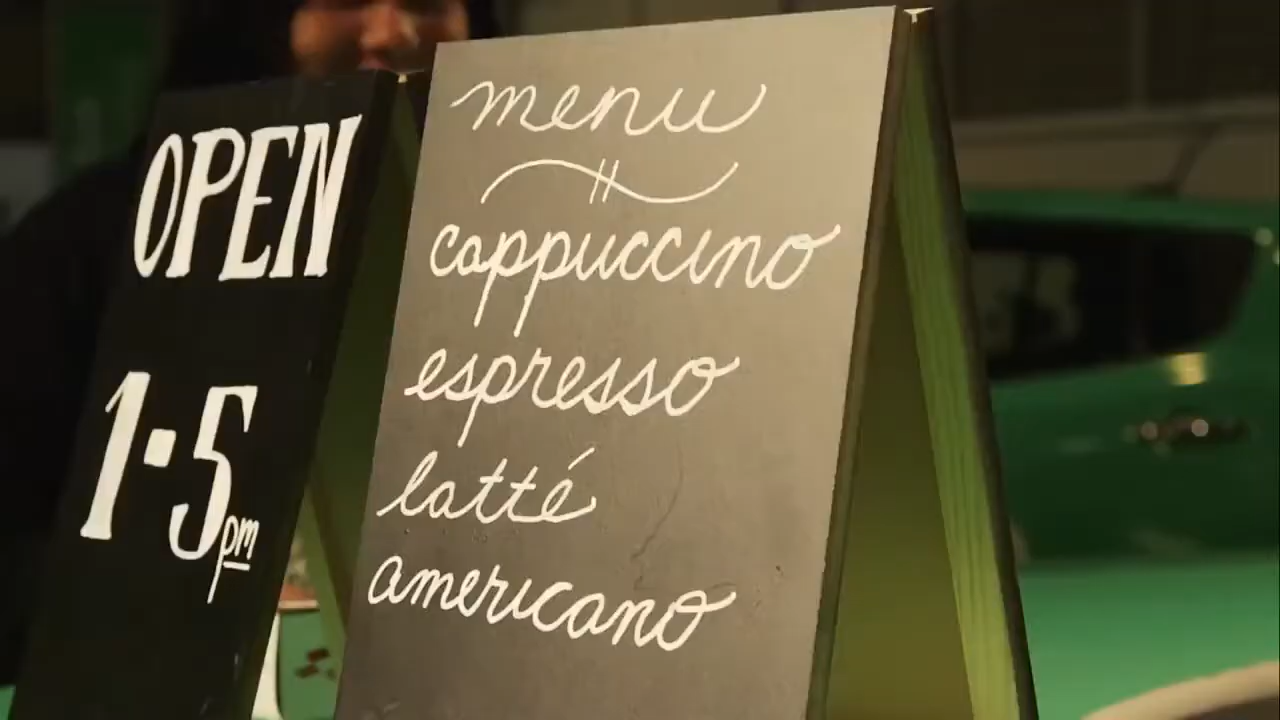 OPEN
1·5pm
menu
cappuccino
espresso
latté
americano